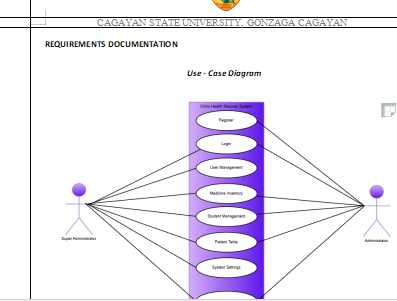 CAGAYAN STATE UNIVERSITY. GONZAGA CAGAYAN
REQUIREMENTS DOCUMENTATION
Use - Case Diagram
Clinic Health Records System
Register
Login
User Management
Medicine Inventory
Student Management
Patient Table
System Settings
Super Administrator
Administrator